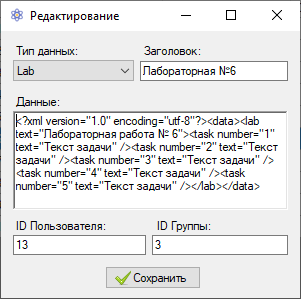 Редактирование
Тип данных: Заголовок:
Lab Лабораторная №6
Данные:
<?xml version="1.0" encoding="utf-8"?><data><lab
text="Лабораторная работа № 6"><task number="1"
text="Текст задачи" /><task number="2" text="Текст
задачи" /><task number="3" text="Текст задачи" />
<task number="4" text="Текст задачи" /><task
number="5" text="Текст задачи" /></lab></data>
ID Пользователя: ID Группы:
13 3
Сохранить